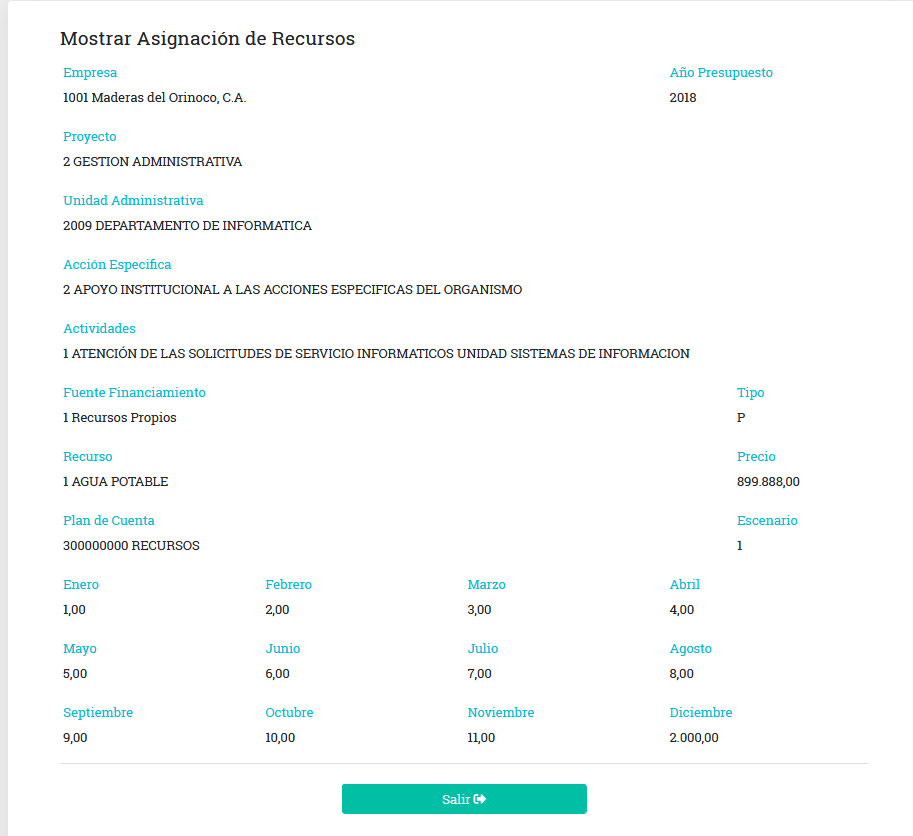 Mostrar Asignación de Recursos
Empresa Año Presupuesto
1001 Maderas del Orinoco, C.A. 2018
Proyecto
2 GESTION ADMINISTRATIVA
Unidad Administrativa
2009 DEPARTAMENTO DE INFORMATICA
Acción Especifica
2 APOYO INSTITUCIONAL A LAS ACCIONES ESPECIFICAS DEL ORGANISMO
Actividades
1 ATENCIÓN DE LAS SOLICITUDES DE SERVICIO INFORMATICOS UNIDAD SISTEMAS DE INFORMACION
Fuente Financiamiento Tipo
1 Recursos Propios P
Recurso Precio
1 AGUA POTABLE 899.888,00
Plan de Cuenta Escenario
300000000 RECURSOS 1
Enero Febrero Marzo Abril
1,00 2,00 3,00 4,00
Mayo Junio Julio Agosto
5,00 6,00 7,00 8,00
Septiembre Octubre Noviembre Diciembre
9,00 10,00 11,00 2.000,00
Salir